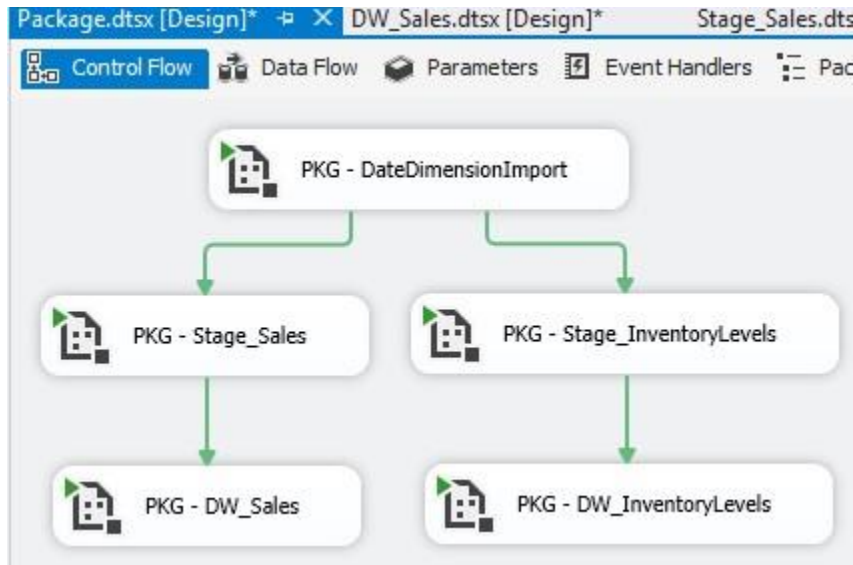 Package.dtsx [Design]* DW_Sales.dtsx [Design]* Stage_Sales.dts
Control Flow Data Flow Parameters Event Handlers Pac
PKG - DateDimensionImport
PKG - Stage_Sales PKG - Stage_InventoryLevels
PKG - DW_Sales PKG - DW_InventoryLevels